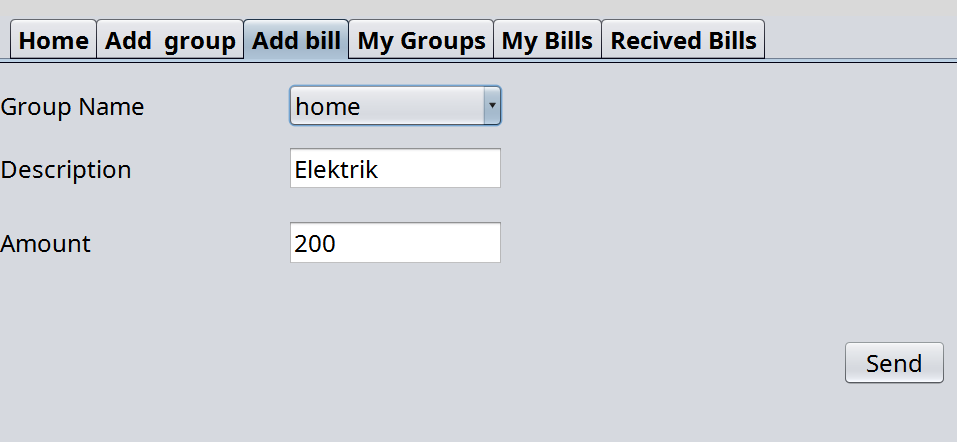 Home Add  group Add bill My Groups My Bills Recived Bills
Group Name home
Description Elektrik
Amount 200
Send